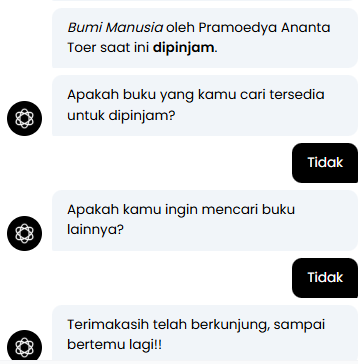 Bumi Manusia oleh Pramoedya Ananta
Toer saat ini dipinjam.
Apakah buku yang kamu cari tersedia
untuk dipinjam?
Tidak
Apakah kamu ingin mencari buku
lainnya?
Tidak
Terimakasih telah berkunjung, sampai
bertemu lagi!!